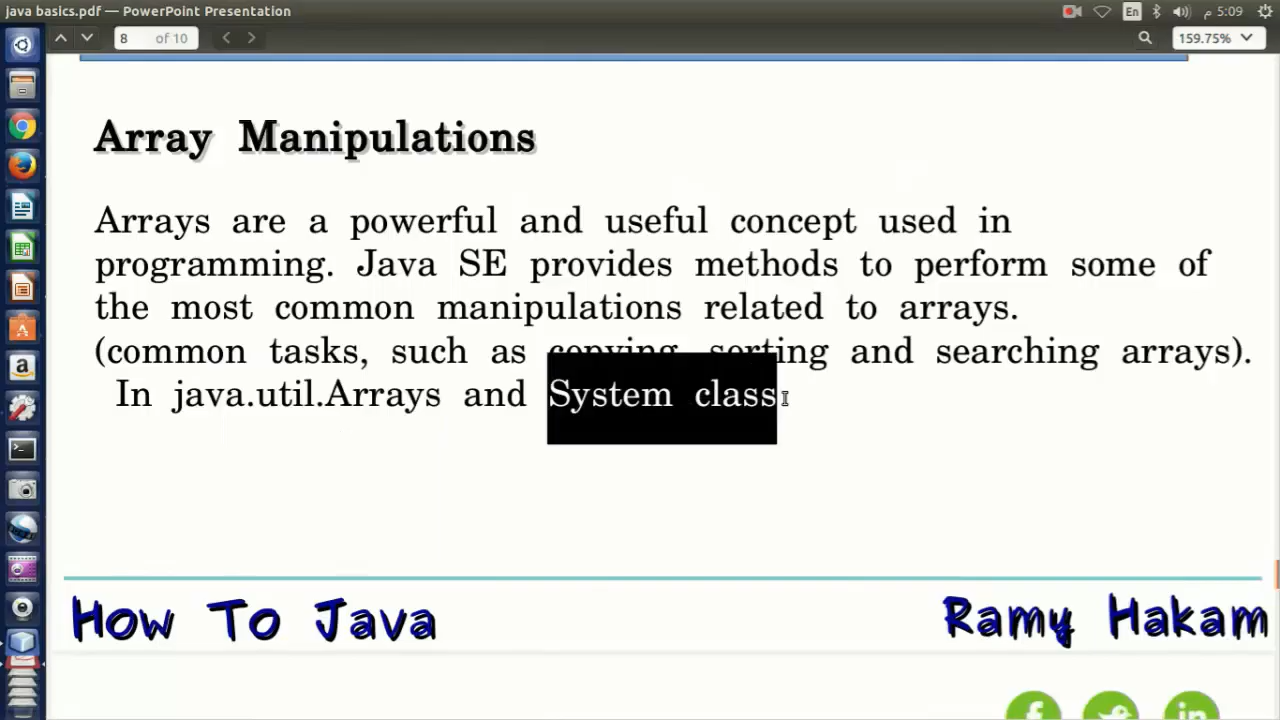 java basics.pdf — PowerPoint Presentation
En
م 5:09
8 of 10
159.75%
Array Manipulations
Arrays are a powerful and useful concept used in
programming. Java SE provides methods to perform some of
the most common manipulations related to arrays.
(common tasks, such as copying, sorting and searching arrays).
In java.util.Arrays and System class.
How To Java
Ramy Hakam